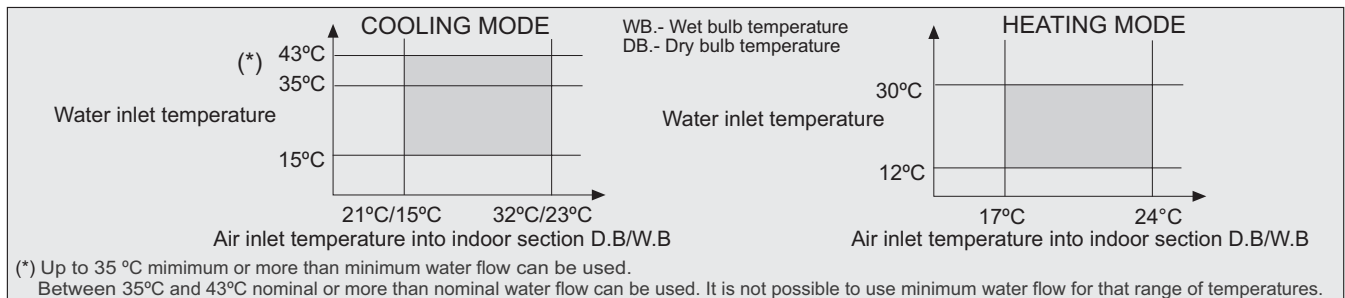 COOLING MODE
WB.- Wet bulb temperature
DB.- Dry bulb temperature
HEATING MODE
(*)
43ºC
35ºC
Water inlet temperature
15ºC
21ºC/15ºC 32ºC/23ºC
Air inlet temperature into indoor section D.B/W.B
30ºC
Water inlet temperature
12ºC
17ºC 24°C
Air inlet temperature into indoor section D.B/W.B
(*) Up to 35 ºC mimimum or more than minimum water flow can be used.
Between 35ºC and 43ºC nominal or more than nominal water flow can be used. It is not possible to use minimum water flow for that range of temperatures.